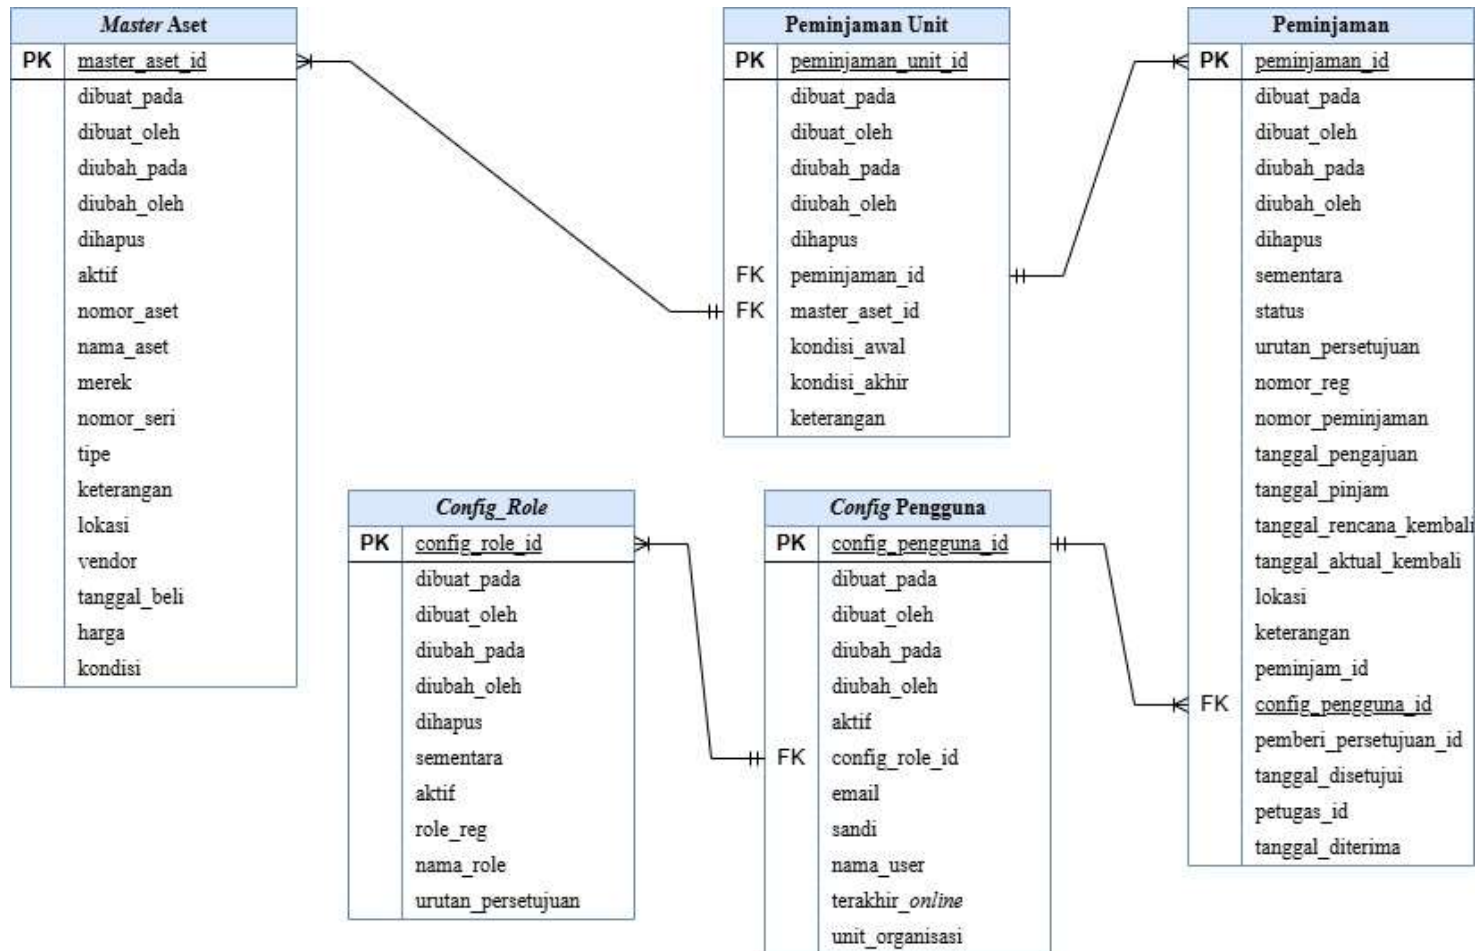 Master Aset
PK master_aset_id
dibuat_pada
dibuat_oleh
diubah_pada
diubah_oleh
dihapus
aktif
nomor_aset
nama_aset
merek
nomor_seri
tipe
keterangan
lokasi
vendor
tanggal_beli
harga
kondisi
Peminjaman Unit
PK peminjaman_unit_id
dibuat_pada
dibuat_oleh
diubah_pada
diubah_oleh
dihapus
FK peminjaman_id
FK master_aset_id
kondisi_awal
kondisi_akhir
keterangan
Peminjaman
PK peminjaman_id
dibuat_pada
dibuat_oleh
diubah_pada
diubah_oleh
dihapus
sementara
status
urutan_persetujuan
nomor_reg
nomor_peminjaman
tanggal_pengajuan
tanggal_pinjam
tanggal_rencana_kembali
tanggal_aktual_kembali
lokasi
keterangan
peminjam_id
FK config_pengguna_id
pemberi_persetujuan_id
tanggal_disetujui
petugas_id
tanggal_diterima
Config_Role
PK config_role_id
dibuat_pada
dibuat_oleh
diubah_pada
diubah_oleh
dihapus
sementara
aktif
role_reg
nama_role
urutan_persetujuan
Config Pengguna
PK config_pengguna_id
dibuat_pada
dibuat_oleh
diubah_pada
diubah_oleh
aktif
FK config_role_id
email
sandi
nama_user
terakhir_online
unit_organisasi